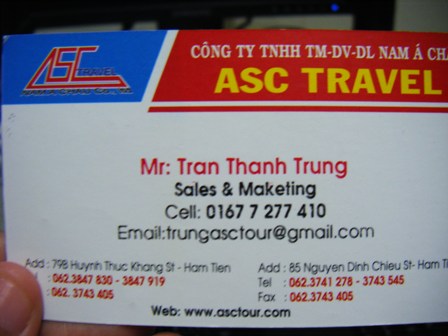 ASC
TRAVEL
CÔNG TY TNHH TM-DV-DL NAM Á CH
ASC TRAVEL
Mr: Tran Thanh Trung
Sales & Maketing
Cell: 0167 7 277 410
Email:trungasctour@gmail.com
Add : 79B Huynh Thuc Khang St - Ham Tien
: 062.3847 830 - 3847 919
: 062. 3743 405
Add : 85 Nguyen Dinh Chieu St- Ham Ti
Tel : 062.3741 278 - 3743 545
Fax : 062.3743 405
Web: www.asctour.com